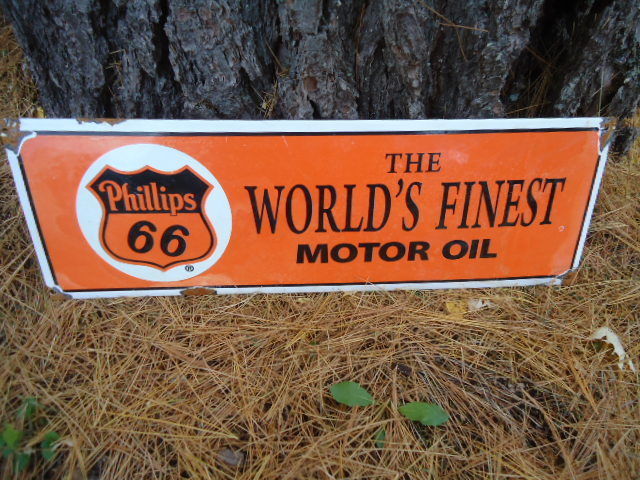 Phillips
66
®
THE
WORLD'S FINEST
MOTOR OIL